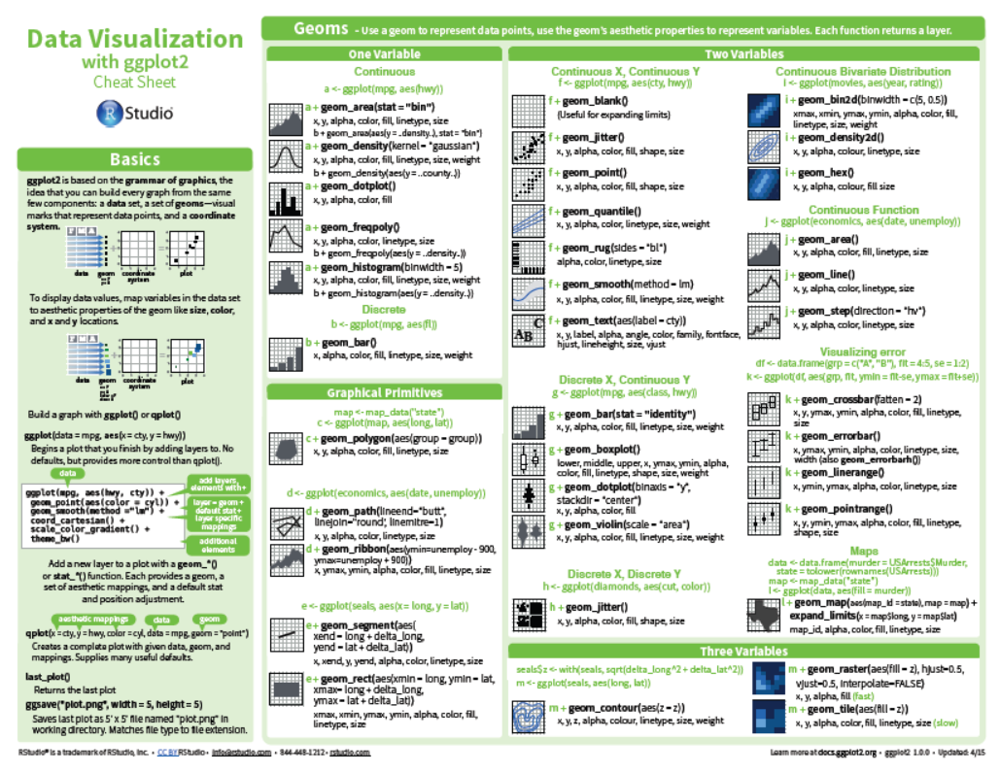 Data Visualization
with ggplot2
Cheat Sheet
R Studio
Basics
ggplot2 is based on the grammar of graphics, the
idea that you can build every graph from the same
few components: a data set, a set of geoms—visual
marks that represent data points, and a coordinate
system.
data geom coordinate system plot
To display data values, map variables in the data set
to aesthetic properties of the geom like size, color,
and x and y locations.
data geom coordinate system plot
Build a graph with ggplot() or qplot()
ggplot(data = mpg, aes(x = cty, y = hwy))
Begins a plot that you finish by adding layers to. No
defaults, but provides more control than qplot().
data
ggplot(mpg, aes(hwy, cty)) +
geom_point(aes(color = cyl)) +
geom_smooth(method ="lm") +
coord_cartesian() +
scale_color_gradient() +
theme_bw()
add layers,
elements with +
layer = geom +
default stat +
layer specific
mappings
additional
elements
Add a new layer to a plot with a geom_*()
or stat_*() function. Each provides a geom, a
set of aesthetic mappings, and a default stat
and position adjustment.
aesthetic mappings data geom
qplot(x = cty, y = hwy, color = cyl, data = mpg, geom = "point")
Creates a complete plot with given data, geom, and
mappings. Supplies many useful defaults.
last_plot()
Returns the last plot
ggsave("plot.png", width = 5, height = 5)
Saves last plot as 5' x 5' file named "plot.png" in
working directory. Matches file type to file extension.
Geoms - Use a geom to represent data points, use the geom's aesthetic properties to represent variables. Each function returns a layer.
One Variable
Continuous
a <- ggplot(mpg, aes(hwy))
a + geom_area(stat = "bin")
x, y, alpha, color, fill, linetype, size
b + geom_area(aes(y = ..density..), stat = "bin")
a + geom_density(kernel = "gaussian")
x, y, alpha, color, fill, linetype, size, weight
b + geom_density(aes(y = ..county..))
a + geom_dotplot()
x, y, alpha, color, fill
a + geom_freqpoly()
x, y, alpha, color, linetype, size
b + geom_freqpoly(aes(y = ..density..))
a + geom_histogram(binwidth = 5)
x, y, alpha, color, fill, linetype, size, weight
b + geom_histogram(aes(y = ..density..))
Discrete
b <- ggplot(mpg, aes(fl))
b + geom_bar()
x, alpha, color, fill, linetype, size, weight
Graphical Primitives
map <- map_data("state")
c <- ggplot(map, aes(long, lat))
c + geom_polygon(aes(group = group))
x, y, alpha, color, fill, linetype, size
d <- ggplot(economics, aes(date, unemploy))
d + geom_path(lineend="butt",
linejoin="round', linemitre=1)
x, y, alpha, color, linetype, size
d + geom_ribbon(aes(ymin=unemploy - 900,
ymax=unemploy + 900))
x, ymax, ymin, alpha, color, fill, linetype, size
e <- ggplot(seals, aes(x = long, y = lat))
e + geom_segment(aes(
xend = long + delta_long,
yend = lat + delta_lat))
x, xend, y, yend, alpha, color, linetype, size
e + geom_rect(aes(xmin = long, ymin = lat,
xmax= long + delta_long,
ymax = lat + delta_lat))
xmax, xmin, ymax, ymin, alpha, color, fill,
linetype, size
Two Variables
Continuous X, Continuous Y
f <- ggplot(mpg, aes(cty, hwy))
f + geom_blank()
(Useful for expanding limits)
f + geom_jitter()
x, y, alpha, color, fill, shape, size
f + geom_point()
x, y, alpha, color, fill, shape, size
f + geom_quantile()
x, y, alpha, color, linetype, size, weight
f + geom_rug(sides = "bl")
alpha, color, linetype, size
f + geom_smooth(method = lm)
x, y, alpha, color, fill, linetype, size, weight
C
AB
f + geom_text(aes(label = cty))
x, y, label, alpha, angle, color, family, fontface,
hjust, lineheight, size, vjust
Discrete X, Continuous Y
g <- ggplot(mpg, aes(class, hwy))
g + geom_bar(stat = "identity")
x, y, alpha, color, fill, linetype, size, weight
g + geom_boxplot()
lower, middle, upper, x, ymax, ymin, alpha,
color, fill, linetype, shape, size, weight
g + geom_dotplot(binaxis = "y",
stackdir = "center")
x, y, alpha, color, fill
g + geom_violin(scale = "area")
x, y, alpha, color, fill, linetype, size, weight
Discrete X, Discrete Y
h <- ggplot(diamonds, aes(cut, color))
h + geom_jitter()
x, y, alpha, color, fill, shape, size
Continuous Bivariate Distribution
i <- ggplot(movies, aes(year, rating))
i + geom_bin2d(binwidth = c(5, 0.5))
xmax, xmin, ymax, ymin, alpha, color, fill,
linetype, size, weight
i + geom_density2d()
x, y, alpha, colour, linetype, size
i + geom_hex()
x, y, alpha, colour, fill size
Continuous Function
j <- ggplot(economics, aes(date, unemploy))
j + geom_area()
x, y, alpha, color, fill, linetype, size
j + geom_line()
x, y, alpha, color, linetype, size
j + geom_step(direction = "hv")
x, y, alpha, color, linetype, size
Visualizing error
df <- data.frame(grp = c("A", "B"), fit = 4:5, se = 1:2)
k <- ggplot(df, aes(grp, fit, ymin = fit-se, ymax = fit+se))
k + geom_crossbar(fatten = 2)
x, y, ymax, ymin, alpha, color, fill, linetype,
size
k + geom_errorbar()
x, ymax, ymin, alpha, color, linetype, size,
width (also geom_errorbarh())
k + geom_linerange()
x, ymin, ymax, alpha, color, linetype, size
k + geom_pointrange()
x, y, ymin, ymax, alpha, color, fill, linetype,
shape, size
Maps
data <- data.frame(murder = USArrests$Murder,
state = tolower(rownames(USArrests)))
map <- map_data("state")
l <- ggplot(data, aes(fill = murder))
l + geom_map(aes(map_id = state), map = map) +
expand_limits(x = map$long, y = map$lat)
map_id, alpha, color, fill, linetype, size
Three Variables
seals$z <- with(seals, sqrt(delta_long^2 + delta_lat^2))
m <- ggplot(seals, aes(long, lat))
m + geom_contour(aes(z = z))
x, y, z, alpha, colour, linetype, size, weight
m + geom_raster(aes(fill = z), hjust=0.5,
vjust=0.5, interpolate=FALSE)
x, y, alpha, fill (fast)
m + geom_tile(aes(fill = z))
x, y, alpha, color, fill, linetype, size (slow)
RStudio® is a trademark of RStudio, Inc. • CC BY RStudio • info@rstudio.com • 844-448-1212 • rstudio.com
Learn more at docs.ggplot2.org • ggplot2 1.0.0 • Updated: 4/15